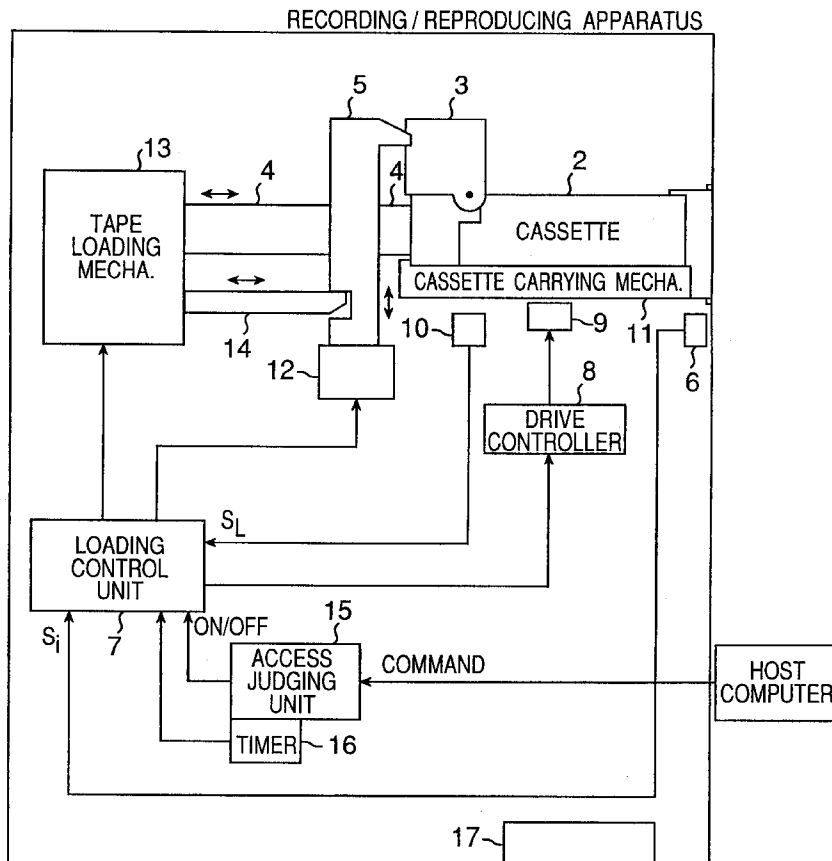 RECORDING / REPRODUCING APPARATUS
5
3
13
4
4
2
TAPE
LOADING
MECHA.
CASSETTE
CASSETTE CARRYING MECHA.
14
10
9
11
6
12
8
DRIVE
CONTROLLER
SL
LOADING
CONTROL
UNIT
Si
7
ON/OFF
15
ACCESS
JUDGING
UNIT
COMMAND
HOST
COMPUTER
TIMER
16
17